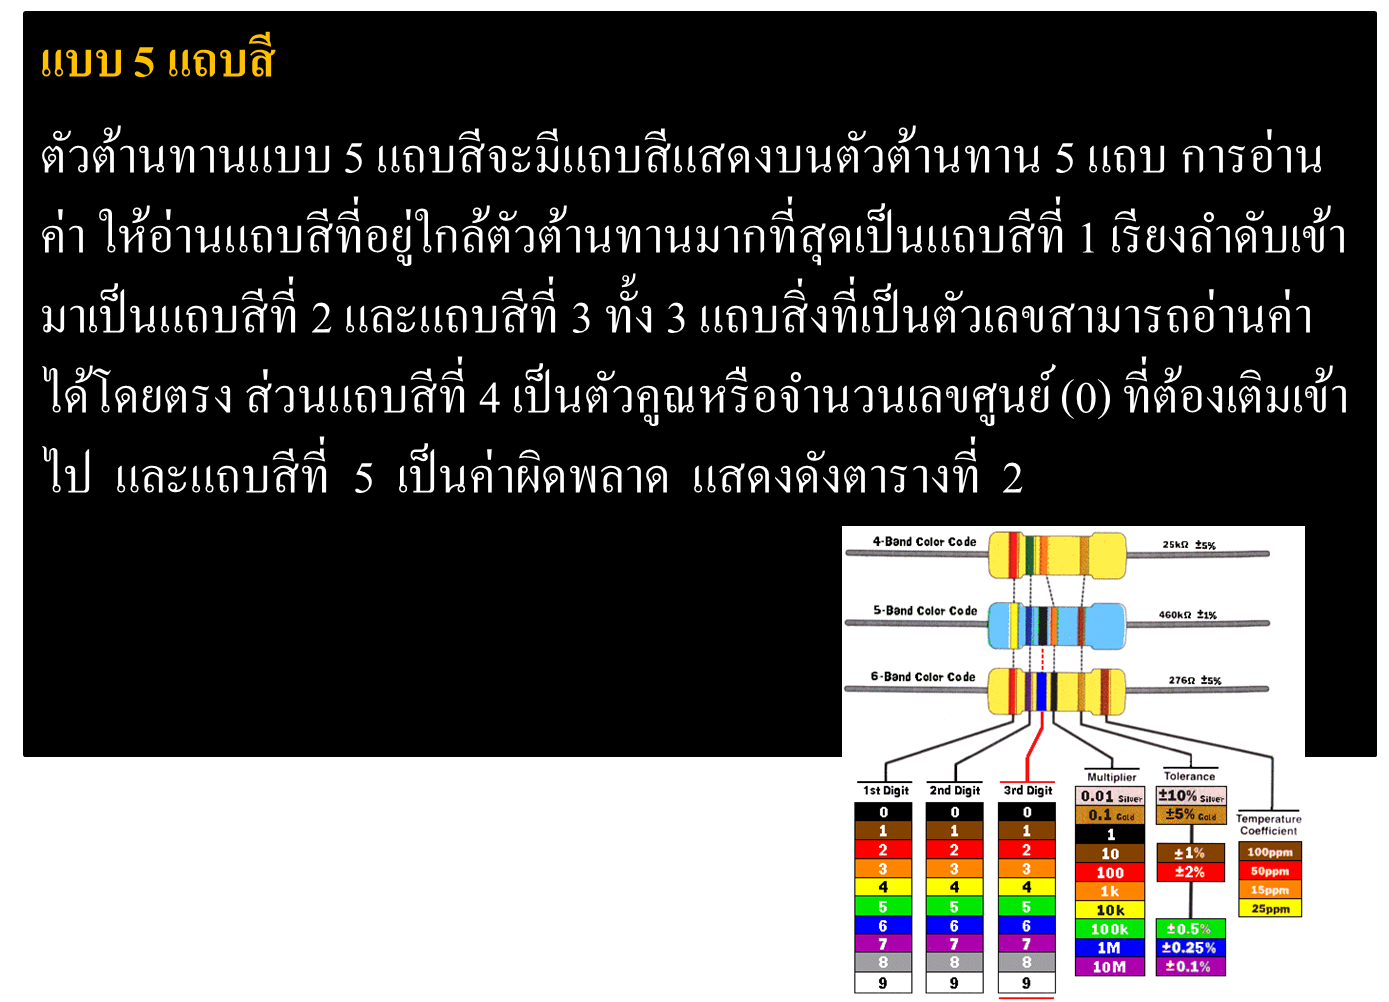 แบบ 5 แถบสี
ตัวต้านทานแบบ 5 แถบสีจะมีแถบสีแสดงบนตัวต้านทาน 5 แถบ การอ่าน
ค่า ให้อ่านแถบสีที่อยู่ใกล้ตัวต้านทานมากที่สุดเป็นแถบสีที่ 1 เรียงลำดับเข้า
มาเป็นแถบสีที่ 2 และแถบสีที่ 3 ทั้ง 3 แถบสิ่งที่เป็นตัวเลขสามารถอ่านค่า
ได้โดยตรง ส่วนแถบสีที่ 4 เป็นตัวคูณหรือจำนวนเลขศูนย์ (0) ที่ต้องเติมเข้า
ไป และแถบสีที่ 5 เป็นค่าผิดพลาด แสดงดังตารางที่ 2
4-Band Color Code 25kΩ ±5%
5-Band Color Code 460kΩ ±1%
6-Band Color Code 276Ω ±5%
1st Digit
0
1
2
3
4
5
6
7
8
9
2nd Digit
0
1
2
3
4
5
6
7
8
9
3rd Digit
0
1
2
3
4
5
6
7
8
9
Multiplier
0.01 Silver
0.1 Gold
1
10
100
1k
10k
100k
1M
10M
Tolerance
±10% Silver
±5% Gold
±1%
±2%
±0.5%
±0.25%
±0.1%
Temperature
Coefficient
100ppm
50ppm
15ppm
25ppm